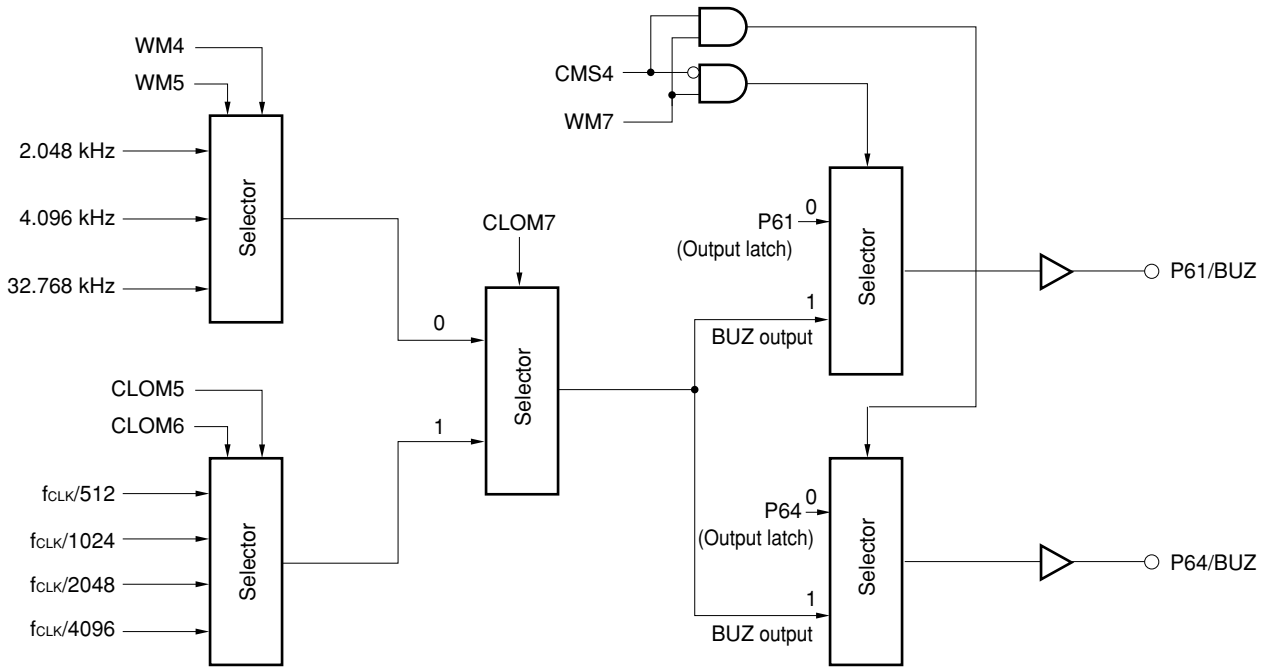 WM4
WM5
2.048 kHz
4.096 kHz
32.768 kHz
Selector
CLOM5
CLOM6
fCLK/512
fCLK/1024
fCLK/2048
fCLK/4096
Selector
0
1
CLOM7
Selector
CMS4
WM7
0
P61
(Output latch)
1
BUZ output
Selector
P61/BUZ
0
P64
(Output latch)
1
BUZ output
Selector
P64/BUZ